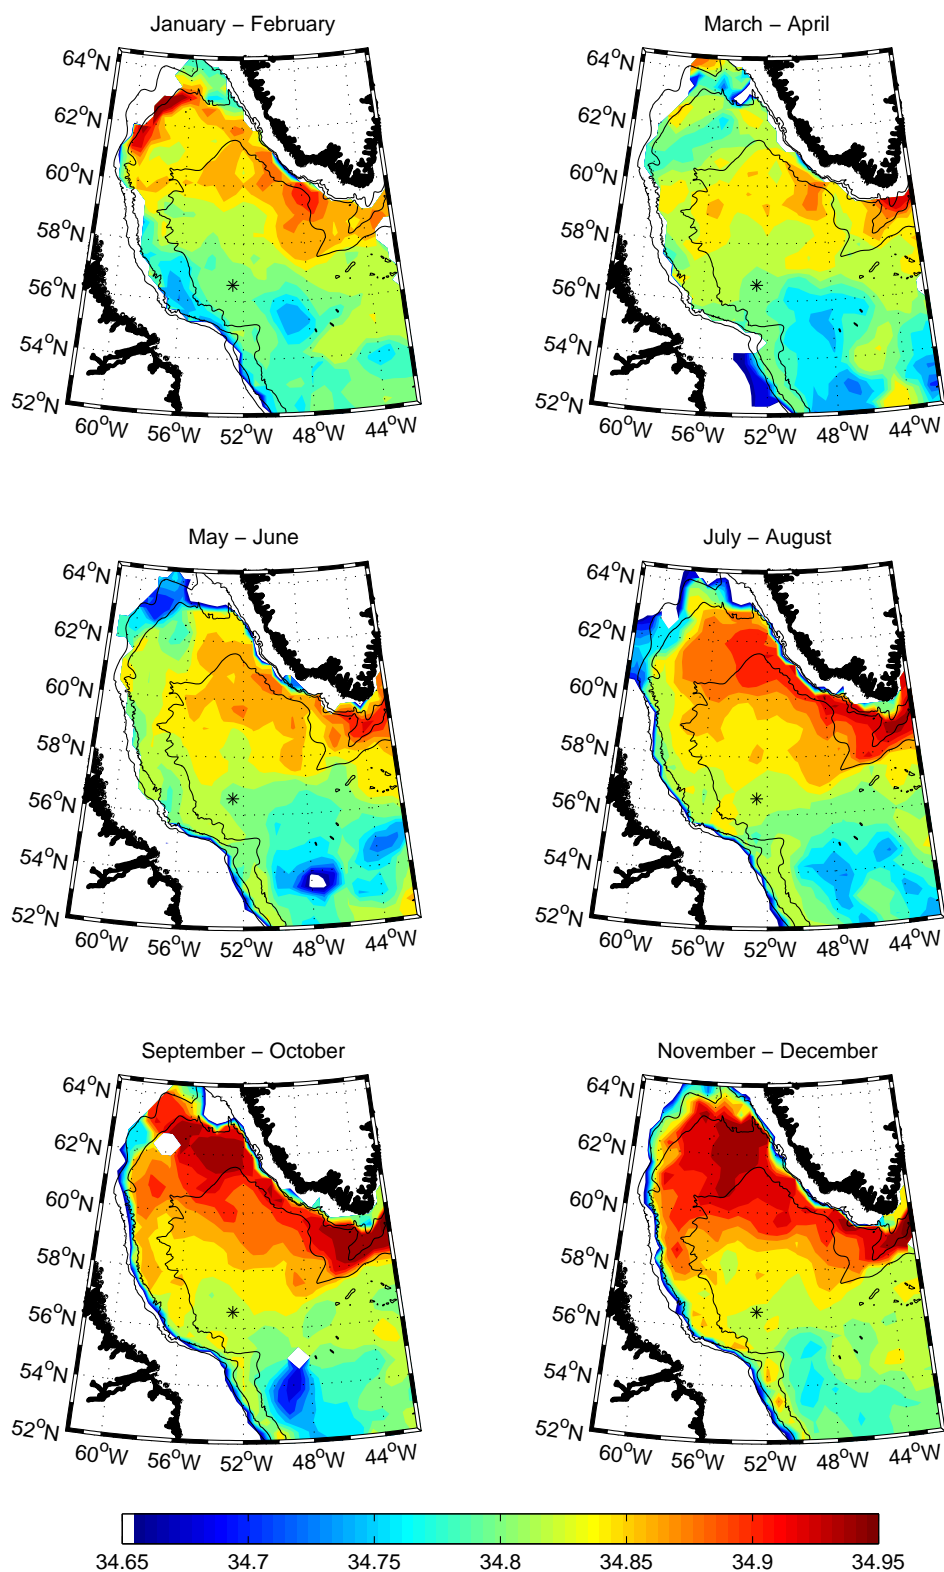 January − February
March − April
64°N
62°N
60°N
58°N
56°N
54°N
52°N
60°W
56°W
52°W
48°W
44°W
64°N
62°N
60°N
58°N
56°N
54°N
52°N
60°W
56°W
52°W
48°W
44°W
May − June
July − August
64°N
62°N
60°N
58°N
56°N
54°N
52°N
60°W
56°W
52°W
48°W
44°W
64°N
62°N
60°N
58°N
56°N
54°N
52°N
60°W
56°W
52°W
48°W
44°W
September − October
November − December
64°N
62°N
60°N
58°N
56°N
54°N
52°N
60°W
56°W
52°W
48°W
44°W
64°N
62°N
60°N
58°N
56°N
54°N
52°N
60°W
56°W
52°W
48°W
44°W
34.65 34.7 34.75 34.8 34.85 34.9 34.95